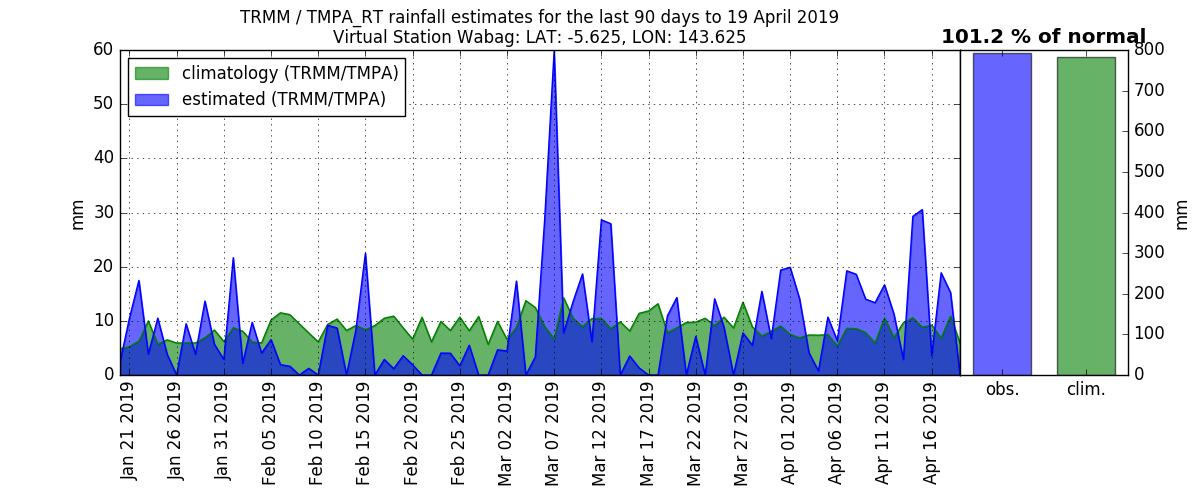 TRMM / TMPA_RT rainfall estimates for the last 90 days to 19 April 2019
Virtual Station Wabag: LAT: -5.625, LON: 143.625
101.2 % of normal
climatology (TRMM/TMPA)
estimated (TRMM/TMPA)
60
50
40
30
20
10
0
mm
Jan 21 2019
Jan 26 2019
Jan 31 2019
Feb 05 2019
Feb 10 2019
Feb 15 2019
Feb 20 2019
Feb 25 2019
Mar 02 2019
Mar 07 2019
Mar 12 2019
Mar 17 2019
Mar 22 2019
Mar 27 2019
Apr 01 2019
Apr 06 2019
Apr 11 2019
Apr 16 2019
obs.
clim.
800
700
600
500
400
300
200
100
0
mm